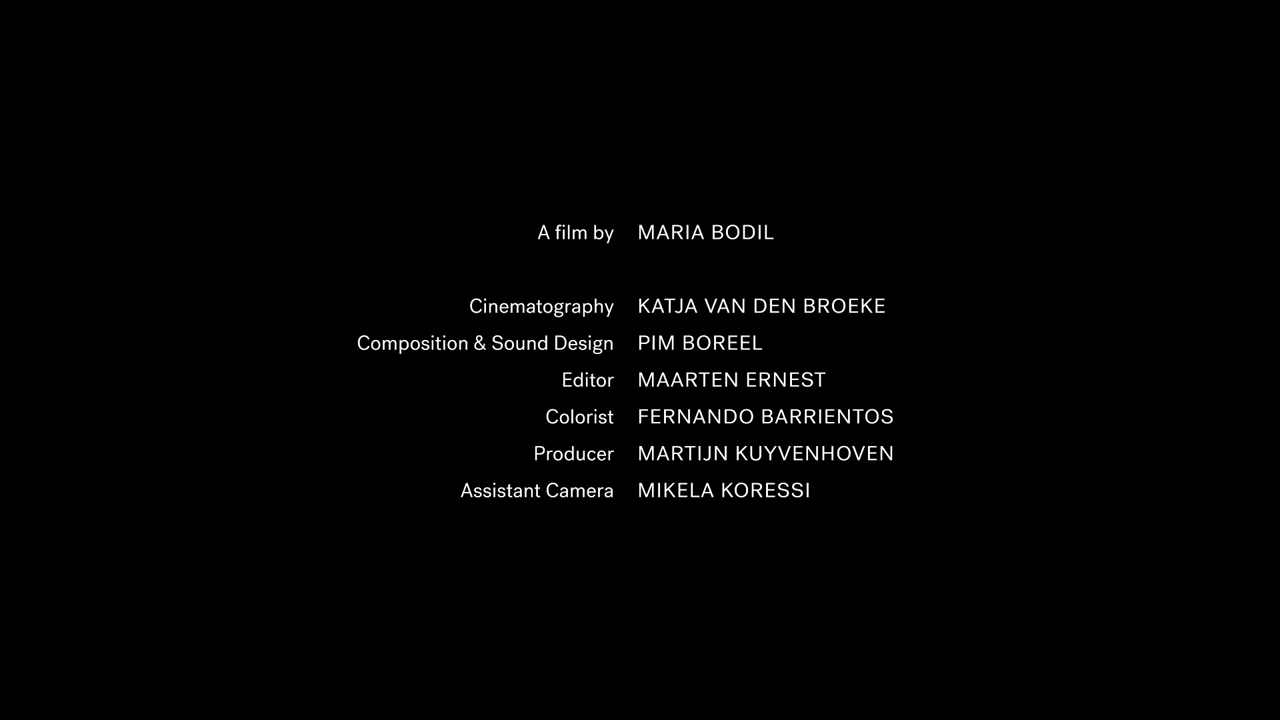 A film by MARIA BODIL
Cinematography KATJA VAN DEN BROEKE
Composition & Sound Design PIM BOREEL
Editor MAARTEN ERNEST
Colorist FERNANDO BARRIENTOS
Producer MARTIJN KUYVENHOVEN
Assistant Camera MIKELA KORESSI